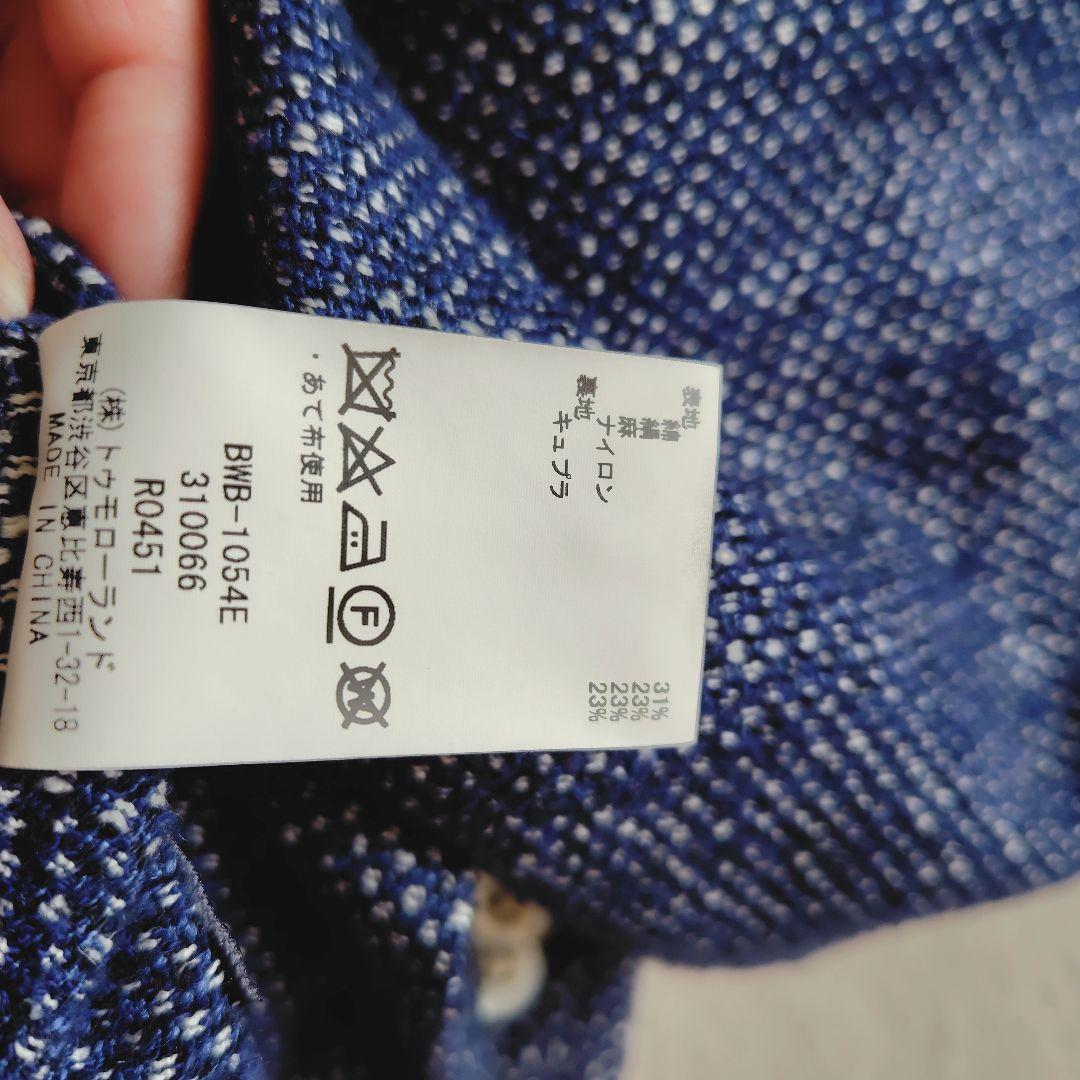 表地
綿 31%
絹 23%
麻 23%
ナイロン 23%
裏地
キュプラ
F W
・あて布使用
BWB-1054E
310066
R0451
(株)トゥモローランド
東京都渋谷区恵比寿西1-32-18
MADE IN CHINA